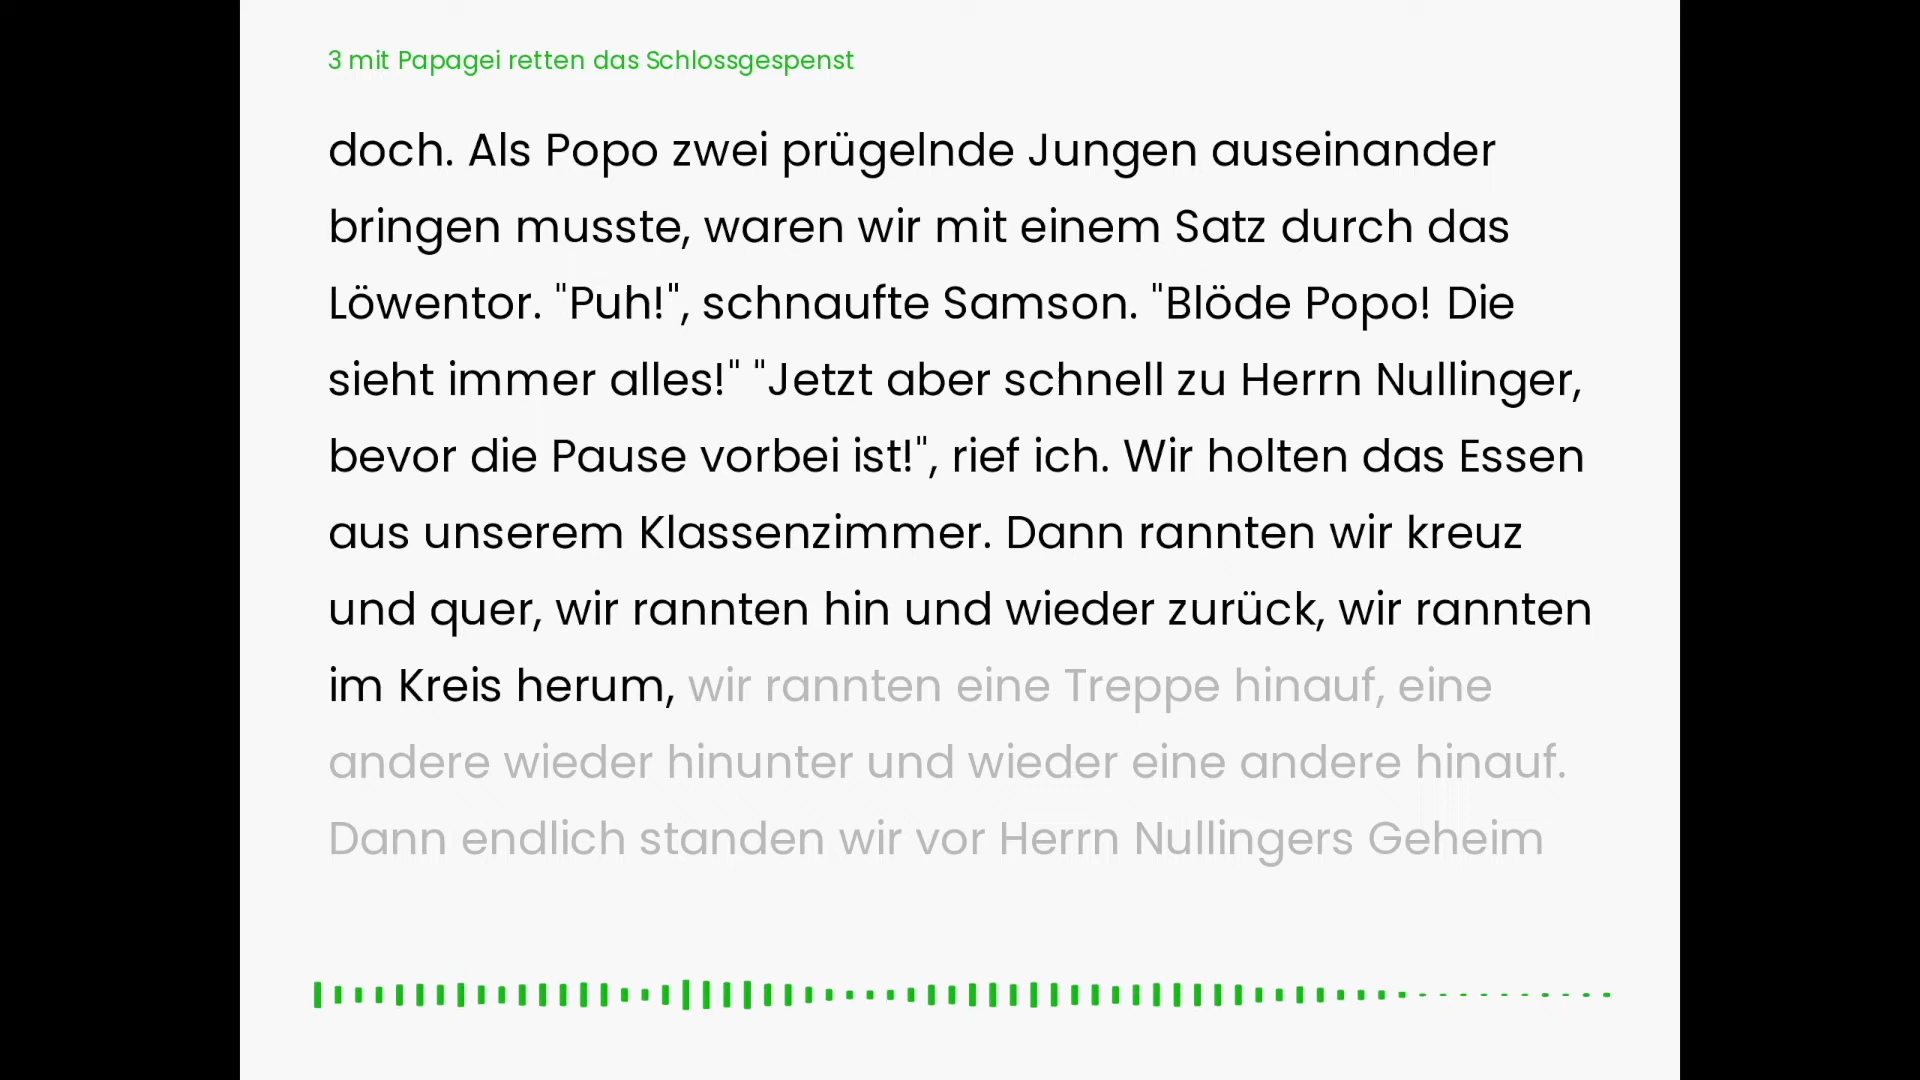 3 mit Papagei retten das Schlossgespenst
doch. Als Popo zwei prügelnde Jungen auseinander
bringen musste, waren wir mit einem Satz durch das
Löwentor. "Puh!", schnaufte Samson. "Blöde Popo! Die
sieht immer alles!" "Jetzt aber schnell zu Herrn Nullinger,
bevor die Pause vorbei ist!", rief ich. Wir holten das Essen
aus unserem Klassenzimmer. Dann rannten wir kreuz
und quer, wir rannten hin und wieder zurück, wir rannten
im Kreis herum, wir rannten eine Treppe hinauf, eine
andere wieder hinunter und wieder eine andere hinauf.
Dann endlich standen wir vor Herrn Nullingers Geheim